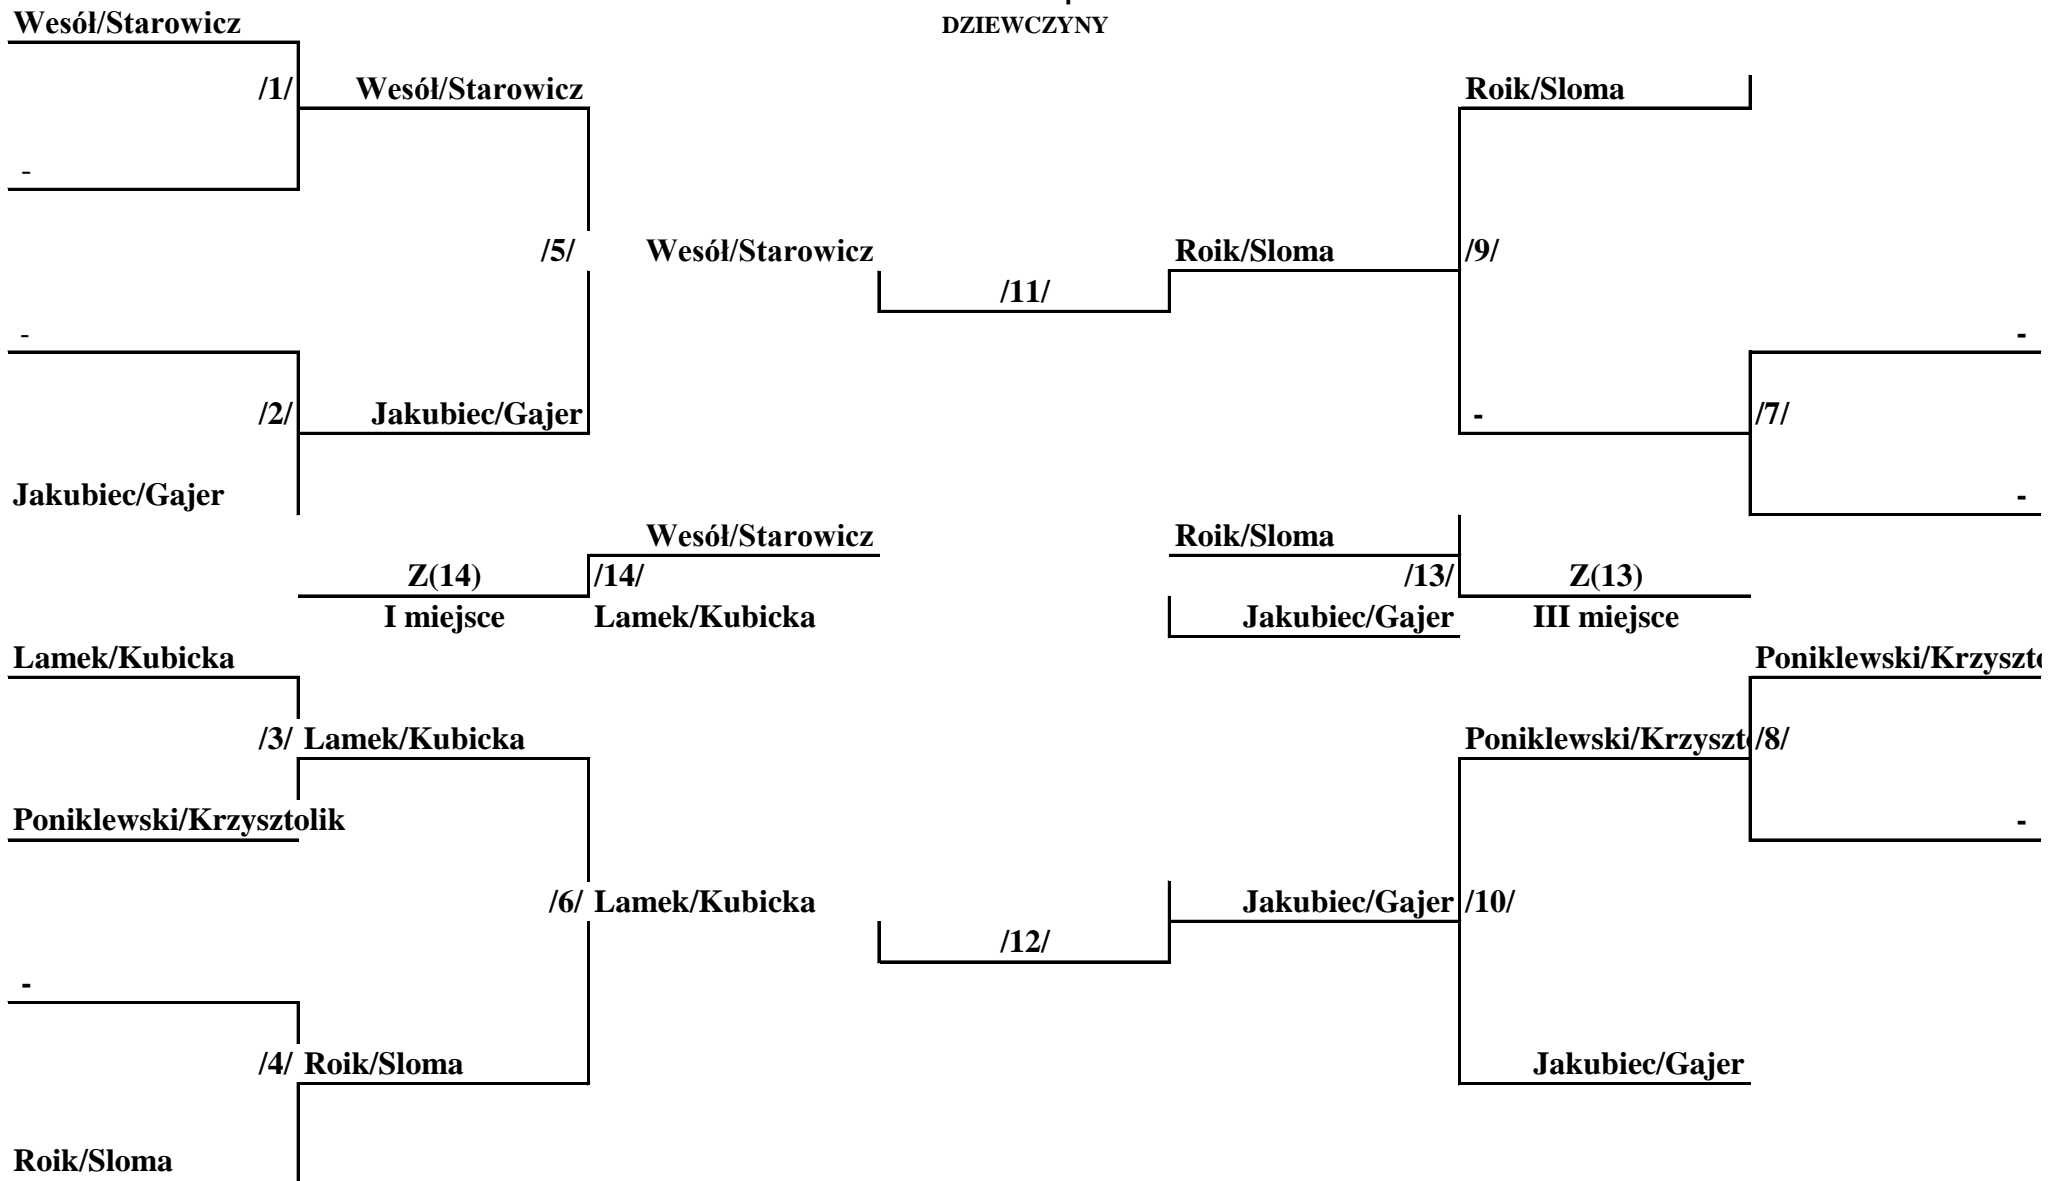 DZIEWCZYNY
Wesół/Starowicz
/1/ Wesół/Starowicz Roik/Sloma
-
/5/ Wesół/Starowicz Roik/Sloma /9/
/11/
- -
/2/ Jakubiec/Gajer - /7/
Jakubiec/Gajer -
Wesół/Starowicz Roik/Sloma
Z(14) /14/ /13/ Z(13)
I miejsce Lamek/Kubicka Jakubiec/Gajer III miejsce
Lamek/Kubicka Poniklewski/Krzyszt
/3/ Lamek/Kubicka Poniklewski/Krzyszt /8/
Poniklewski/Krzysztolik -
/6/ Lamek/Kubicka Jakubiec/Gajer /10/
/12/
-
/4/ Roik/Sloma Jakubiec/Gajer
Roik/Sloma